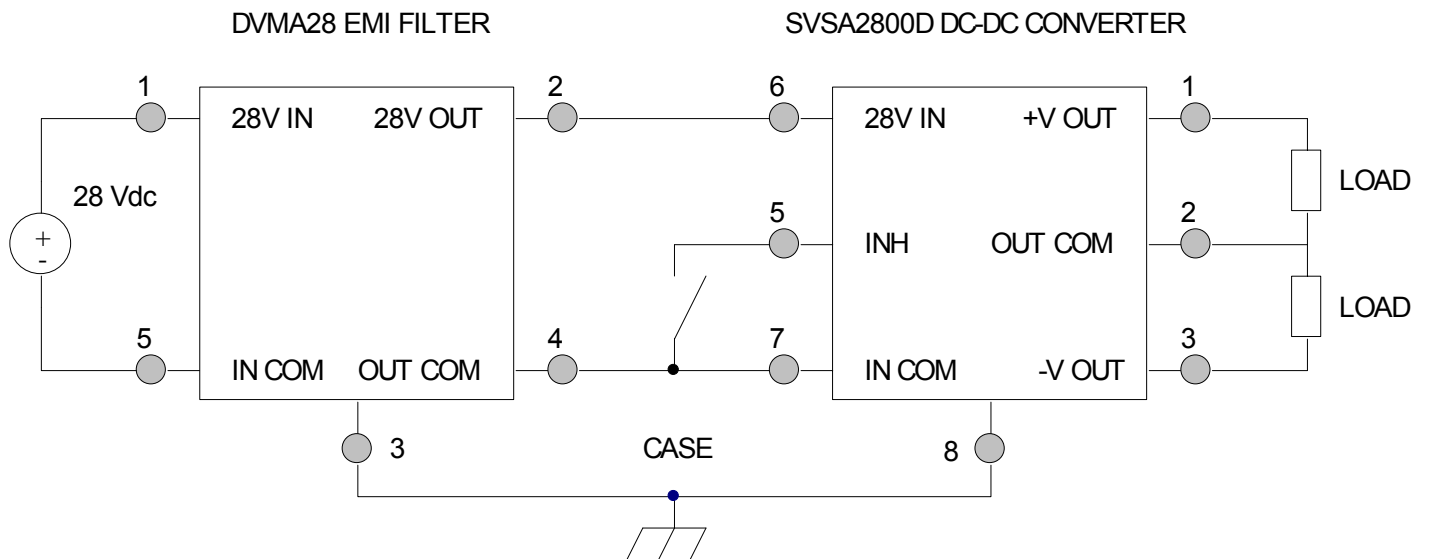 DVMA28 EMI FILTER
SVSA2800D DC-DC CONVERTER
1
2
6
1
28V IN
28V OUT
28V IN
+V OUT
28 Vdc
LOAD
5
2
+
-
INH
OUT COM
LOAD
5
4
7
3
IN COM
OUT COM
IN COM
-V OUT
3
CASE
8